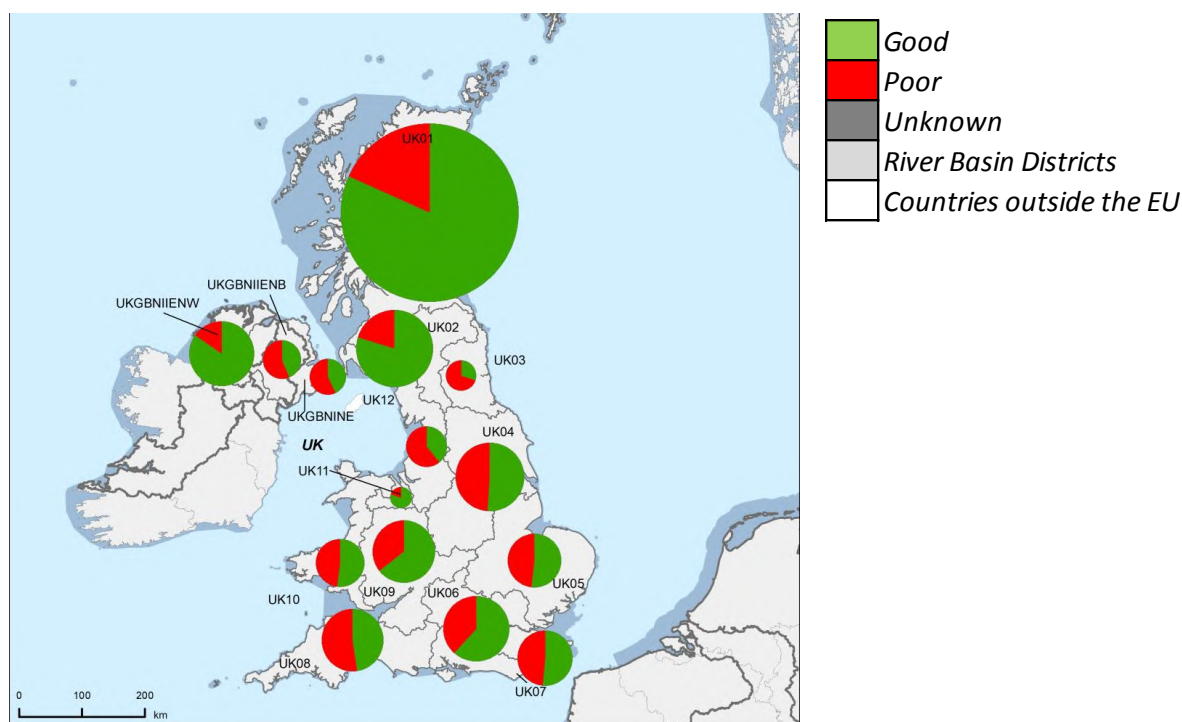 UK01
UKGBNIIENB
UKGBNIIENW
UK02
UK03
UK12
UKGBNINE
UK04
UK
UK11
UK05
UK09
UK06
UK10
UK08
UK07
0 100 200
km
Good
Poor
Unknown
River Basin Districts
Countries outside the EU